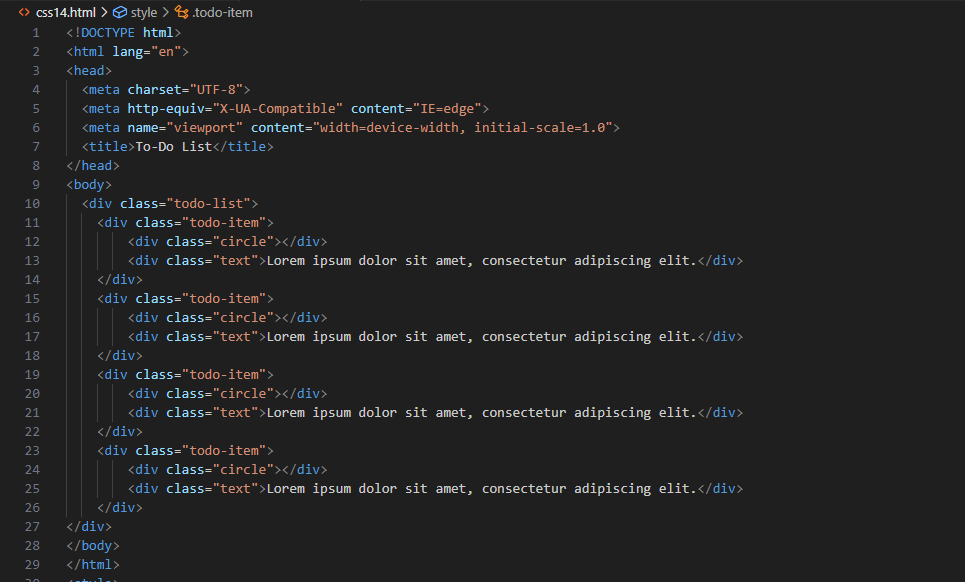 css14.html > style > .todo-item
1 <!DOCTYPE html>
2 <html lang="en">
3 <head>
4 <meta charset="UTF-8">
5 <meta http-equiv="X-UA-Compatible" content="IE=edge">
6 <meta name="viewport" content="width=device-width, initial-scale=1.0">
7 <title>To-Do List</title>
8 </head>
9 <body>
10 <div class="todo-list">
11 <div class="todo-item">
12 <div class="circle"></div>
13 <div class="text">Lorem ipsum dolor sit amet, consectetur adipiscing elit.</div>
14 </div>
15 <div class="todo-item">
16 <div class="circle"></div>
17 <div class="text">Lorem ipsum dolor sit amet, consectetur adipiscing elit.</div>
18 </div>
19 <div class="todo-item">
20 <div class="circle"></div>
21 <div class="text">Lorem ipsum dolor sit amet, consectetur adipiscing elit.</div>
22 </div>
23 <div class="todo-item">
24 <div class="circle"></div>
25 <div class="text">Lorem ipsum dolor sit amet, consectetur adipiscing elit.</div>
26 </div>
27 </div>
28 </body>
29 </html>
30 <style>